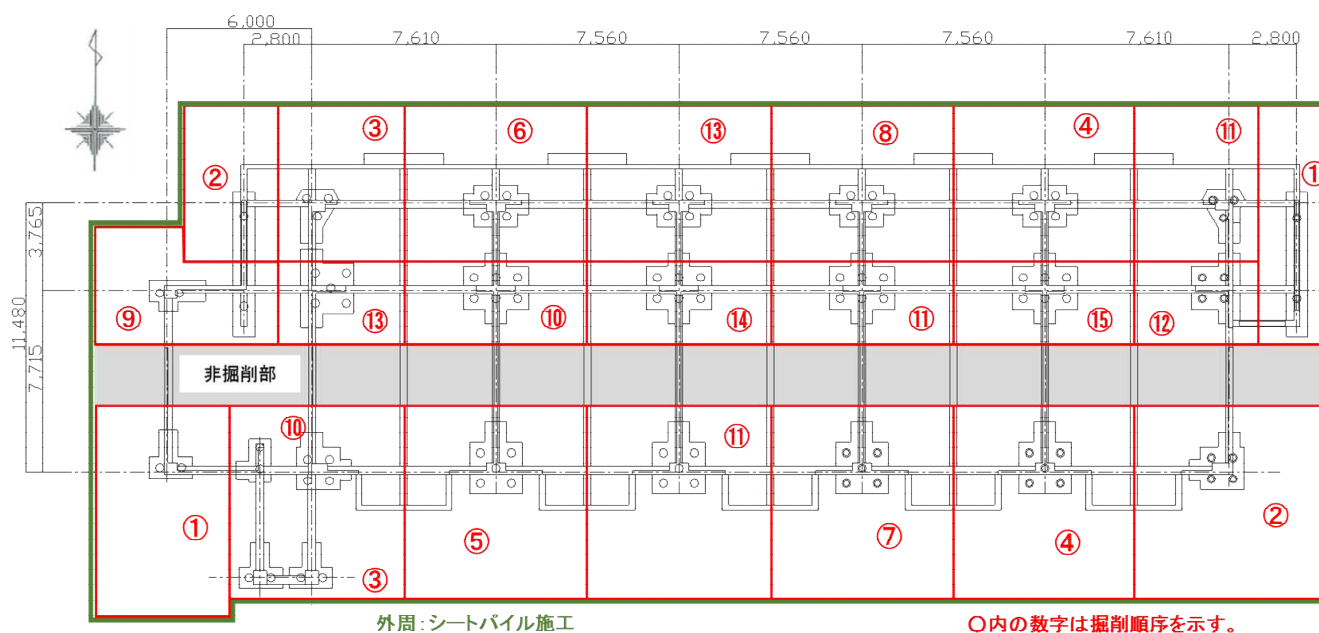 6,000
2,800 7,610 7,560 7,560 7,560 7,610 2,800
③ ⑥ ⑬ ⑧ ④ ⑪
② ①
3,765
11,480
7,715
⑨ ⑬ ⑩ ⑭ ⑪ ⑮ ⑫
非掘削部
⑩ ⑪
① ⑤ ⑦ ④ ②
③
外周:シートパイル施工 〇内の数字は掘削順序を示す。